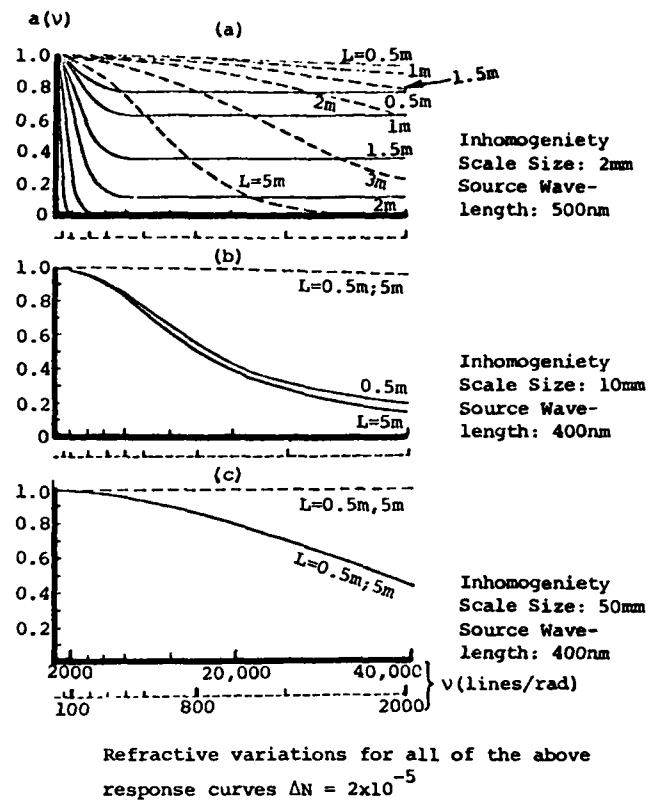 a(ν)
(a)
1.0
0.8
0.6
0.4
0.2
0
L=0.5m
1m
1.5m
2m
0.5m
1m
1.5m
L=5m
3m
2m
Inhomogeniety
Scale Size: 2mm
Source Wave-
length: 500nm
(b)
1.0
0.8
0.6
0.4
0.2
0
L=0.5m;5m
0.5m
L=5m
Inhomogeniety
Scale Size: 10mm
Source Wave-
length: 400nm
(c)
1.0
0.8
0.6
0.4
0.2
L=0.5m,5m
L=0.5m;5m
Inhomogeniety
Scale Size: 50mm
Source Wave-
length: 400nm
2000 20,000 40,000
ν(lines/rad)
100 800 2000
Refractive variations for all of the above
response curves ΔN = 2x10⁻⁵